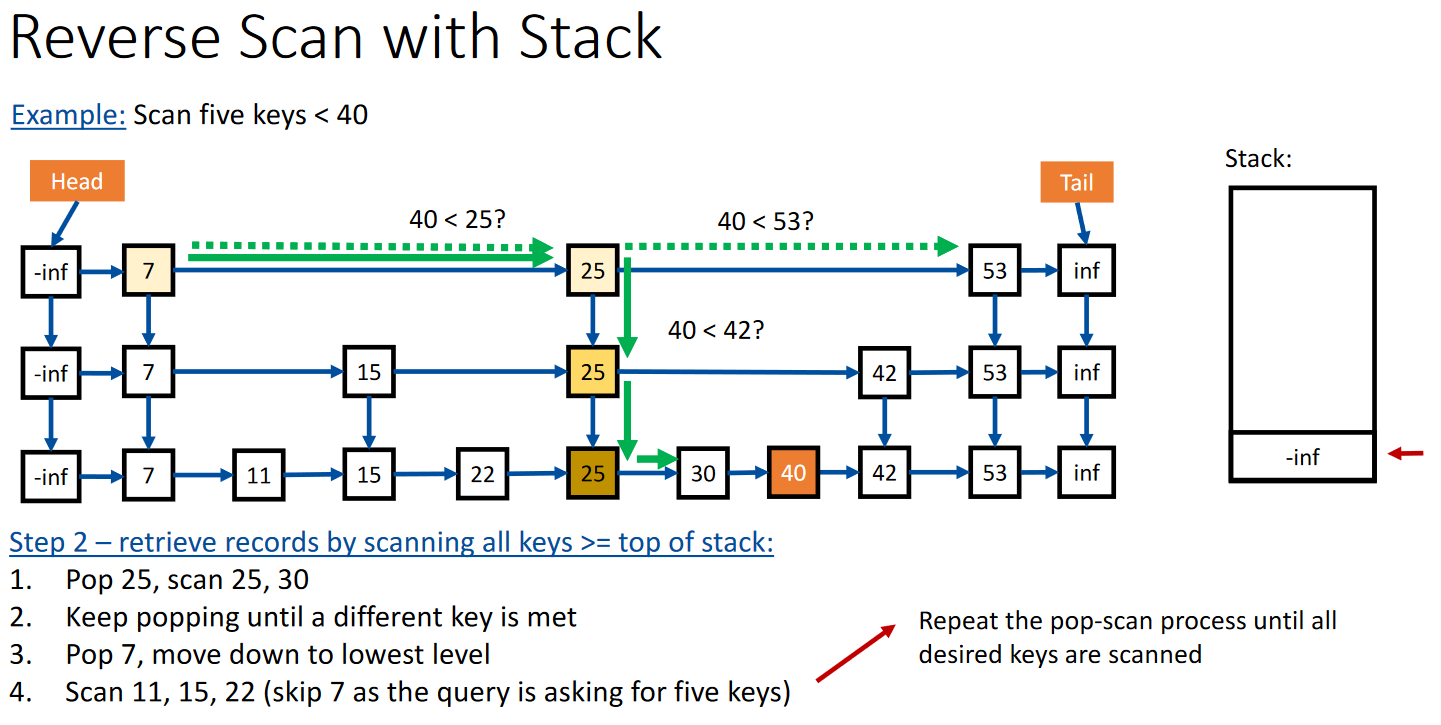 Reverse Scan with Stack
Example: Scan five keys < 40
Stack:
Head
Tail
40 < 25?
40 < 53?
-inf
7
25
53
inf
40 < 42?
-inf
7
15
25
42
53
inf
-inf
7
11
15
22
25
30
40
42
53
inf
-inf
Step 2 – retrieve records by scanning all keys >= top of stack:
1. Pop 25, scan 25, 30
2. Keep popping until a different key is met
3. Pop 7, move down to lowest level
4. Scan 11, 15, 22 (skip 7 as the query is asking for five keys)
Repeat the pop-scan process until all
desired keys are scanned